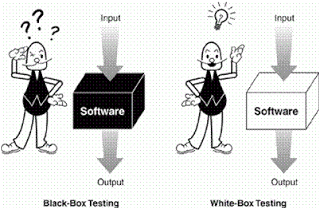 ? ? ?
Input
Software
Output
Black-Box Testing
Input
Software
Output
White-Box Testing